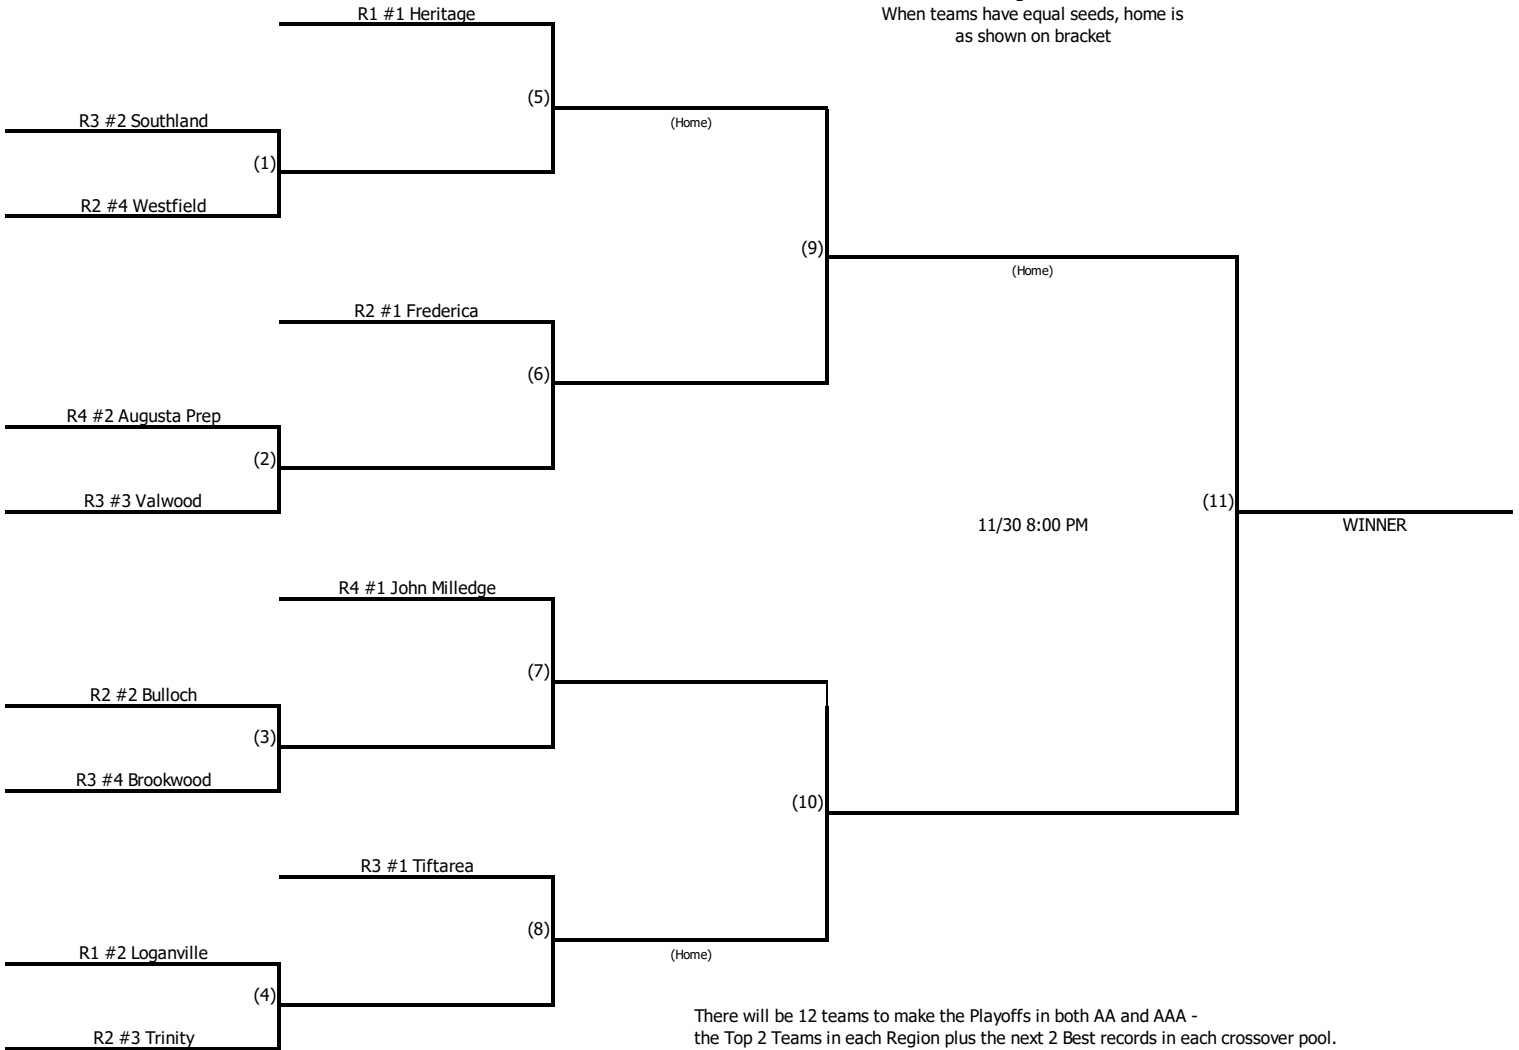 R1 #1 Heritage
When teams have equal seeds, home is
as shown on bracket
(5)
(Home)
R3 #2 Southland
(1)
R2 #4 Westfield
(9)
(Home)
R2 #1 Frederica
(6)
R4 #2 Augusta Prep
(2)
R3 #3 Valwood
(11)
11/30 8:00 PM
WINNER
R4 #1 John Milledge
(7)
R2 #2 Bulloch
(3)
R3 #4 Brookwood
(10)
R3 #1 Tiftarea
(8)
(Home)
R1 #2 Loganville
(4)
R2 #3 Trinity
There will be 12 teams to make the Playoffs in both AA and AAA -
the Top 2 Teams in each Region plus the next 2 Best records in each crossover pool.